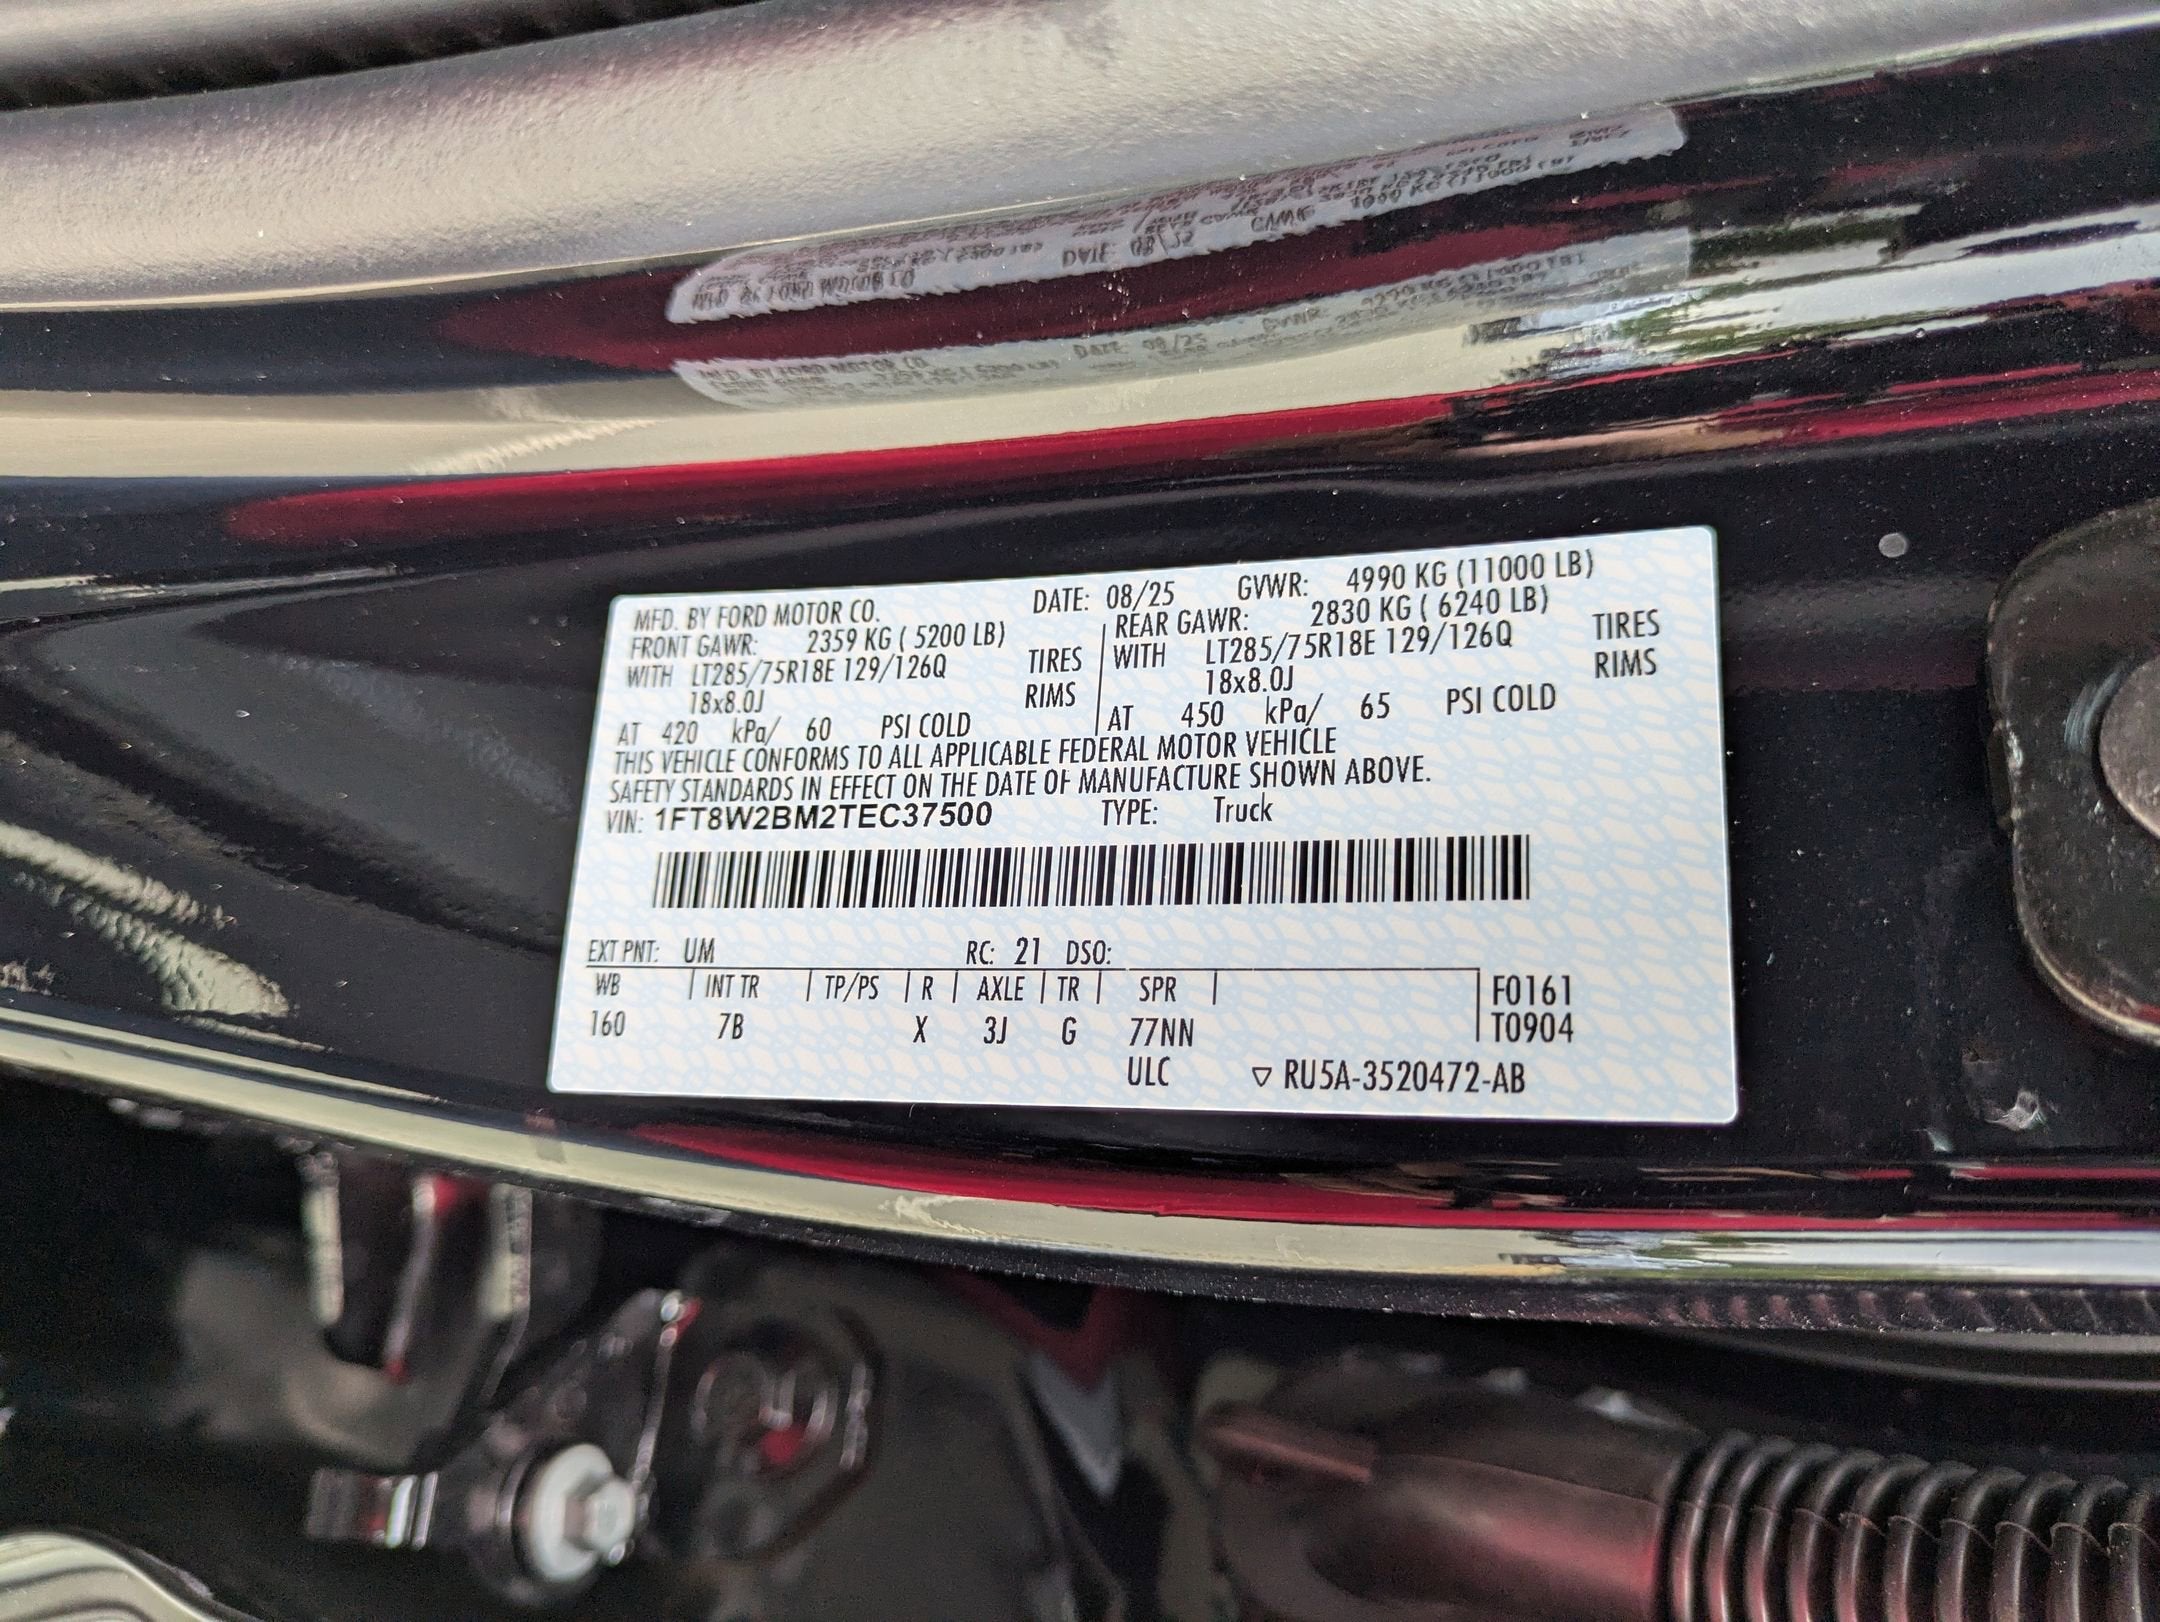 MFD. BY FORD MOTOR CO. DATE: 08/25 GVWR: 4990 KG (11000 LB)
FRONT GAWR: 2359 KG ( 5200 LB) REAR GAWR: 2830 KG ( 6240 LB)
WITH LT285/75R18E 129/126Q TIRES WITH LT285/75R18E 129/126Q TIRES
18x8.0J RIMS 18x8.0J RIMS
AT 420 kPa/ 60 PSI COLD AT 450 kPa/ 65 PSI COLD
THIS VEHICLE CONFORMS TO ALL APPLICABLE FEDERAL MOTOR VEHICLE
SAFETY STANDARDS IN EFFECT ON THE DATE OF MANUFACTURE SHOWN ABOVE.
VIN: 1FT8W2BM2TEC37500 TYPE: Truck
EXT PNT: UM RC: 21 DSO:
WB INT TR TP/PS R AXLE TR SPR F0161
160 7B X 3J G 77NN T0904
ULC ▽ RU5A-3520472-AB